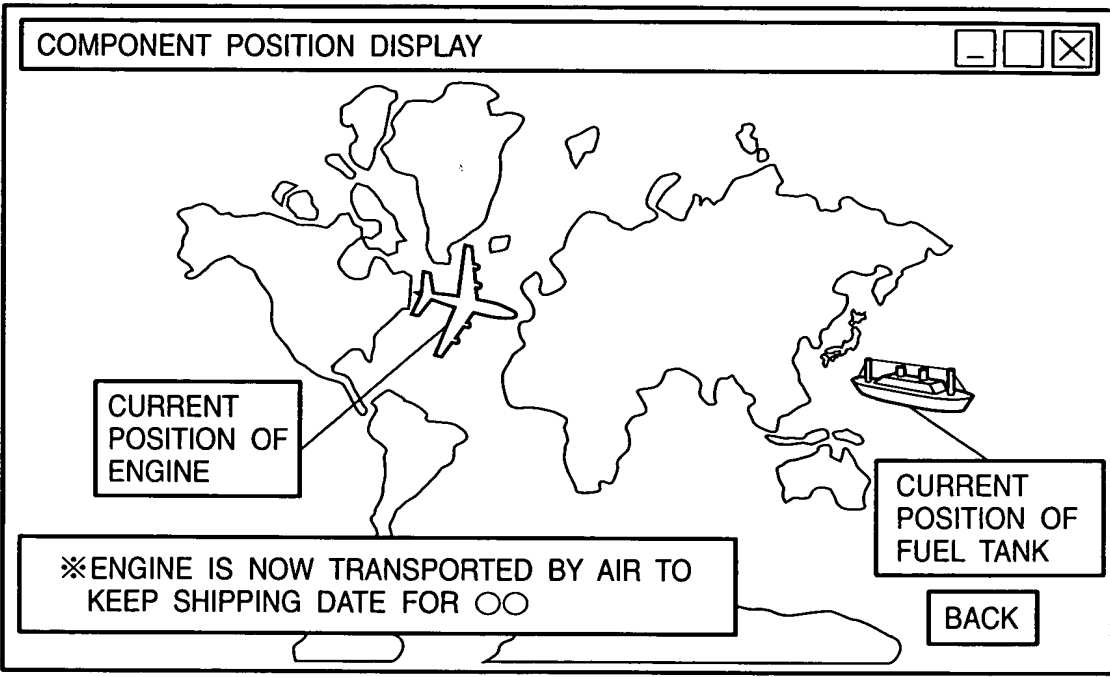 COMPONENT POSITION DISPLAY
CURRENT
POSITION OF
ENGINE
CURRENT
POSITION OF
FUEL TANK
※ENGINE IS NOW TRANSPORTED BY AIR TO
KEEP SHIPPING DATE FOR ○○
BACK